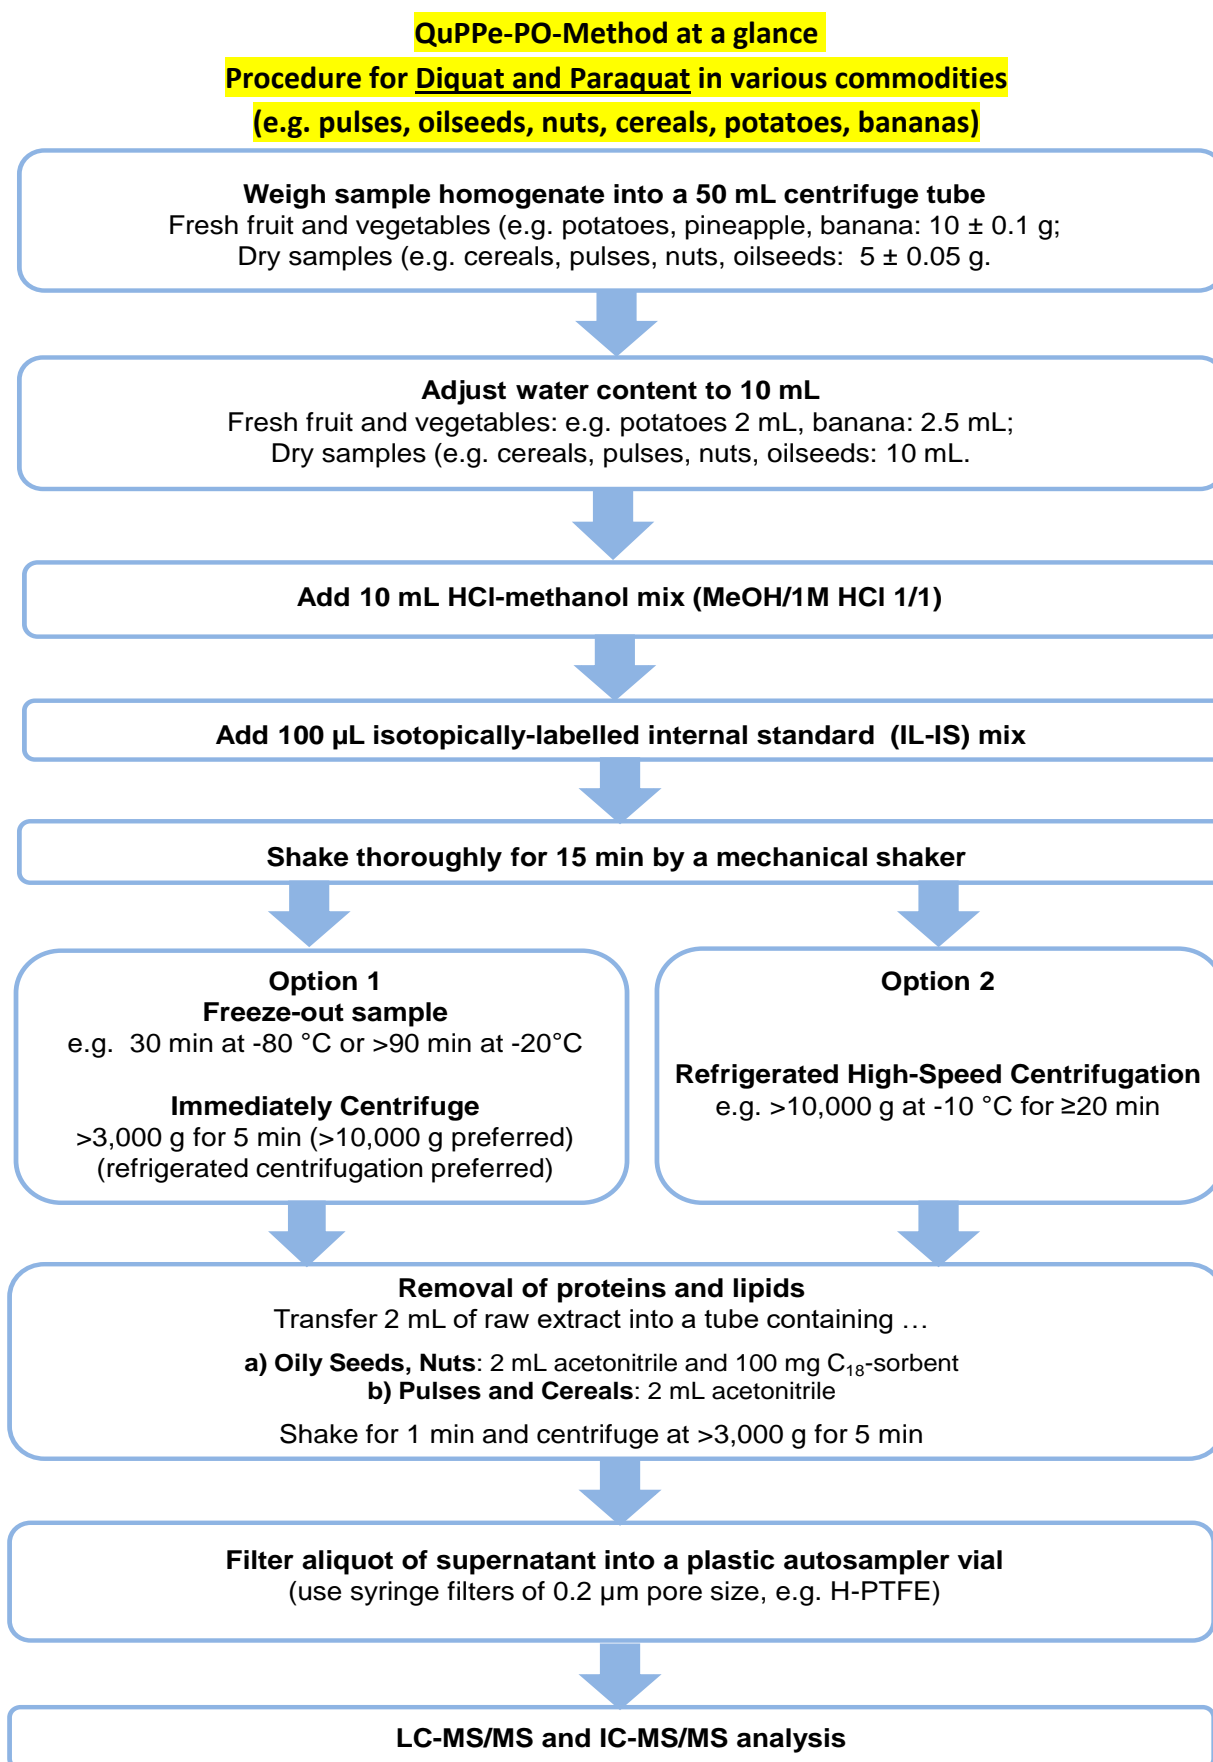 QuPPe-PO-Method at a glance
Procedure for Diquat and Paraquat in various commodities
(e.g. pulses, oilseeds, nuts, cereals, potatoes, bananas)
Weigh sample homogenate into a 50 mL centrifuge tube
Fresh fruit and vegetables (e.g. potatoes, pineapple, banana: 10 ± 0.1 g;
Dry samples (e.g. cereals, pulses, nuts, oilseeds: 5 ± 0.05 g.
Adjust water content to 10 mL
Fresh fruit and vegetables: e.g. potatoes 2 mL, banana: 2.5 mL;
Dry samples (e.g. cereals, pulses, nuts, oilseeds: 10 mL.
Add 10 mL HCl-methanol mix (MeOH/1M HCl 1/1)
Add 100 µL isotopically-labelled internal standard (IL-IS) mix
Shake thoroughly for 15 min by a mechanical shaker
Option 1
Freeze-out sample
e.g. 30 min at -80 °C or >90 min at -20°C
Immediately Centrifuge
>3,000 g for 5 min (>10,000 g preferred)
(refrigerated centrifugation preferred)
Option 2
Refrigerated High-Speed Centrifugation
e.g. >10,000 g at -10 °C for ≥20 min
Removal of proteins and lipids
Transfer 2 mL of raw extract into a tube containing …
a) Oily Seeds, Nuts: 2 mL acetonitrile and 100 mg C₁₈-sorbent
b) Pulses and Cereals: 2 mL acetonitrile
Shake for 1 min and centrifuge at >3,000 g for 5 min
Filter aliquot of supernatant into a plastic autosampler vial
(use syringe filters of 0.2 µm pore size, e.g. H-PTFE)
LC-MS/MS and IC-MS/MS analysis